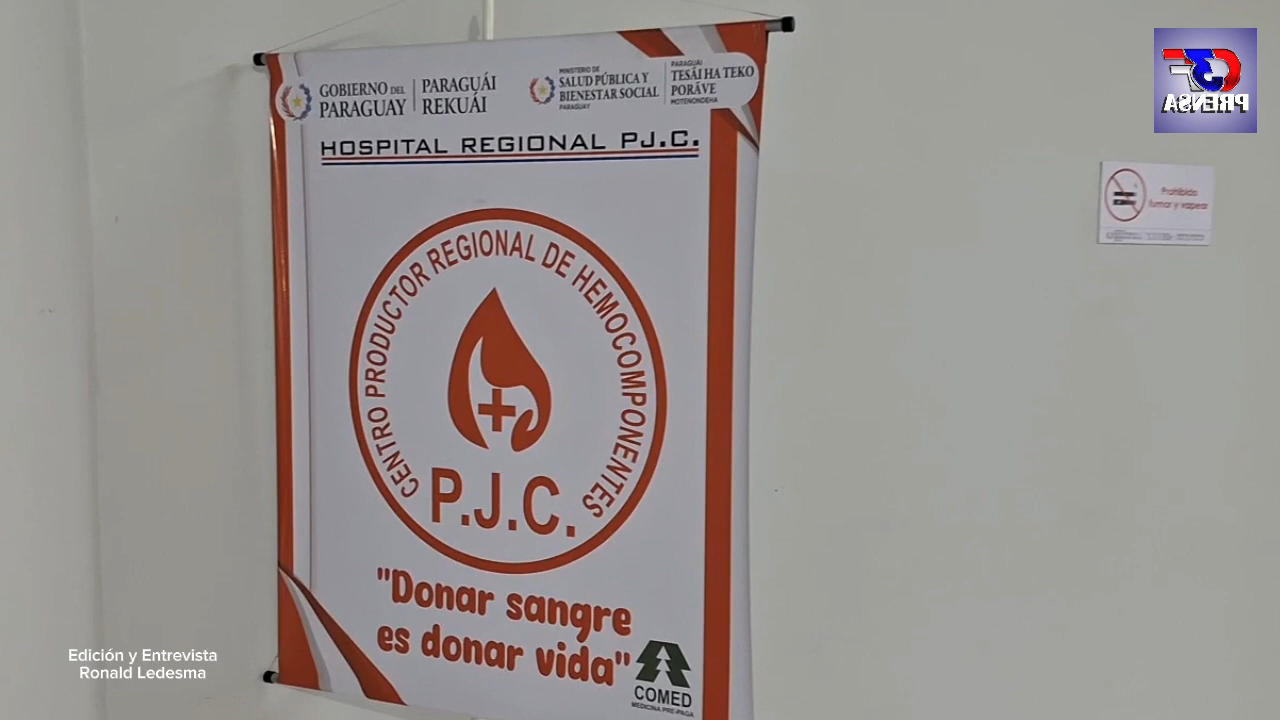 GOBIERNO DEL
PARAGUAY
PARAGUÁI
REKUÁI
MINISTERIO DE
SALUD PÚBLICA Y
BIENESTAR SOCIAL
PARAGUAY
PARAGUAI
TESÃI HA TEKO
PORÃVE
MOTENONDEHA
HOSPITAL REGIONAL PJ.C.
CENTRO PRODUCTOR REGIONAL DE HEMOCOMPONENTES
P.J.C.
"Donar sangre
es donar vida"
COMED
MEDICINA PRE-PAGA
GF
PRENSA
Prohibido
fumar y vapear
Edición y Entrevista
Ronald Ledesma